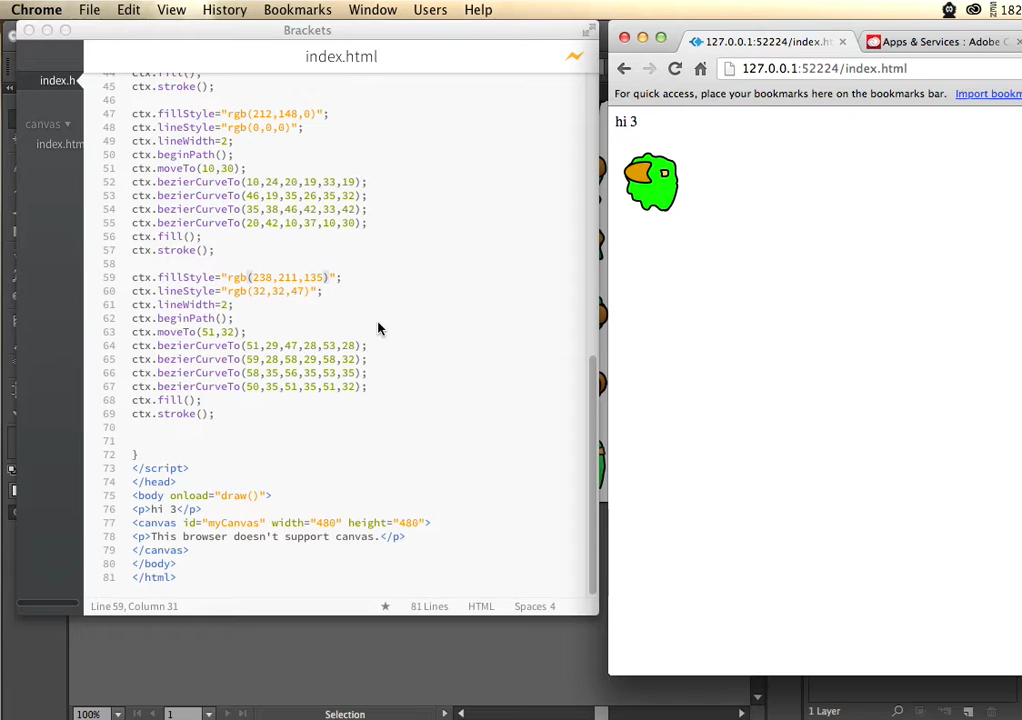 Chrome File Edit View History Bookmarks Window Users Help 182
Brackets
index.html
index.h
canvas
index.htm
44 ctx.fill();
45 ctx.stroke();
46
47 ctx.fillStyle="rgb(212,148,0)";
48 ctx.lineStyle="rgb(0,0,0)";
49 ctx.lineWidth=2;
50 ctx.beginPath();
51 ctx.moveTo(10,30);
52 ctx.bezierCurveTo(10,24,20,19,33,19);
53 ctx.bezierCurveTo(46,19,35,26,35,32);
54 ctx.bezierCurveTo(35,38,46,42,33,42);
55 ctx.bezierCurveTo(20,42,10,37,10,30);
56 ctx.fill();
57 ctx.stroke();
58
59 ctx.fillStyle="rgb(238,211,135)";
60 ctx.lineStyle="rgb(32,32,47)";
61 ctx.lineWidth=2;
62 ctx.beginPath();
63 ctx.moveTo(51,32);
64 ctx.bezierCurveTo(51,29,47,28,53,28);
65 ctx.bezierCurveTo(59,28,58,29,58,32);
66 ctx.bezierCurveTo(58,35,56,35,53,35);
67 ctx.bezierCurveTo(50,35,51,35,51,32);
68 ctx.fill();
69 ctx.stroke();
70
71
72 }
73 </script>
74 </head>
75 <body onload="draw()">
76 <p>hi 3</p>
77 <canvas id="myCanvas" width="480" height="480">
78 <p>This browser doesn't support canvas.</p>
79 </canvas>
80 </body>
81 </html>
Line 59, Column 31 81 Lines HTML Spaces 4
127.0.0.1:52224/index.ht Apps & Services : Adobe C
127.0.0.1:52224/index.html
For quick access, place your bookmarks here on the bookmarks bar. Import bookm
hi 3
100% 1 Selection
1 Layer